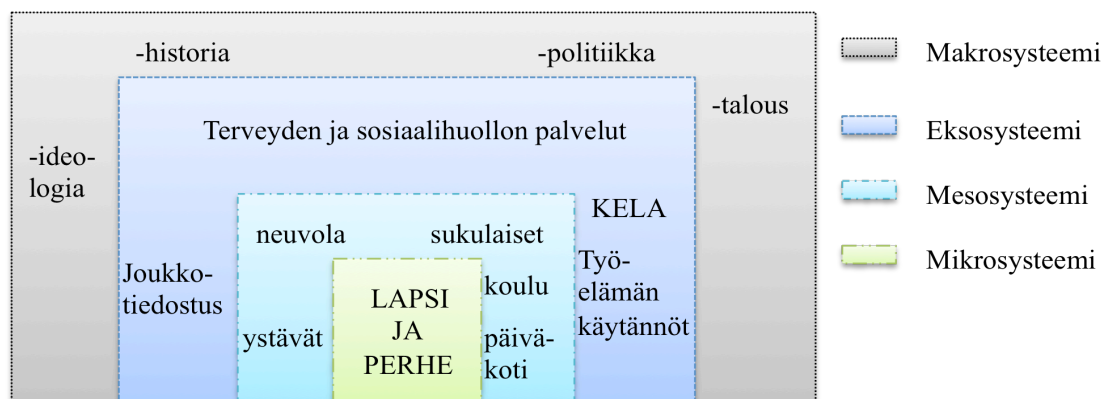 -historia
-politiikka
-talous
-ideo-
logia
Terveyden ja sosiaalihuollon palvelut
KELA
Joukko-
tiedostus
Työ-
elämän
käytännöt
neuvola
sukulaiset
koulu
ystävät
päivä-
koti
LAPSI
JA
PERHE
Makrosysteemi
Eksosysteemi
Mesosysteemi
Mikrosysteemi